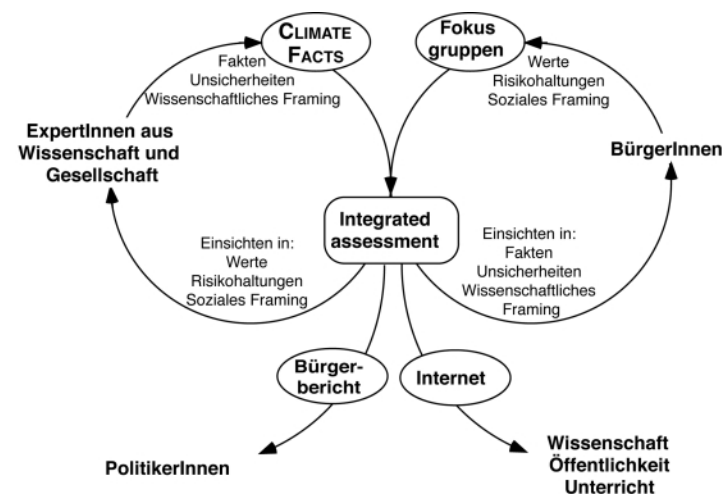 CLIMATE
FACTS
Fokus
gruppen
Fakten
Unsicherheiten
Wissenschaftliches Framing
Werte
Risikohaltungen
Soziales Framing
ExpertInnen aus
Wissenschaft und
Gesellschaft
BürgerInnen
Integrated
assessment
Einsichten in:
Werte
Risikohaltungen
Soziales Framing
Einsichten in:
Fakten
Unsicherheiten
Wissenschaftliches
Framing
Bürger-
bericht
Internet
PolitikerInnen
Wissenschaft
Öffentlichkeit
Unterricht